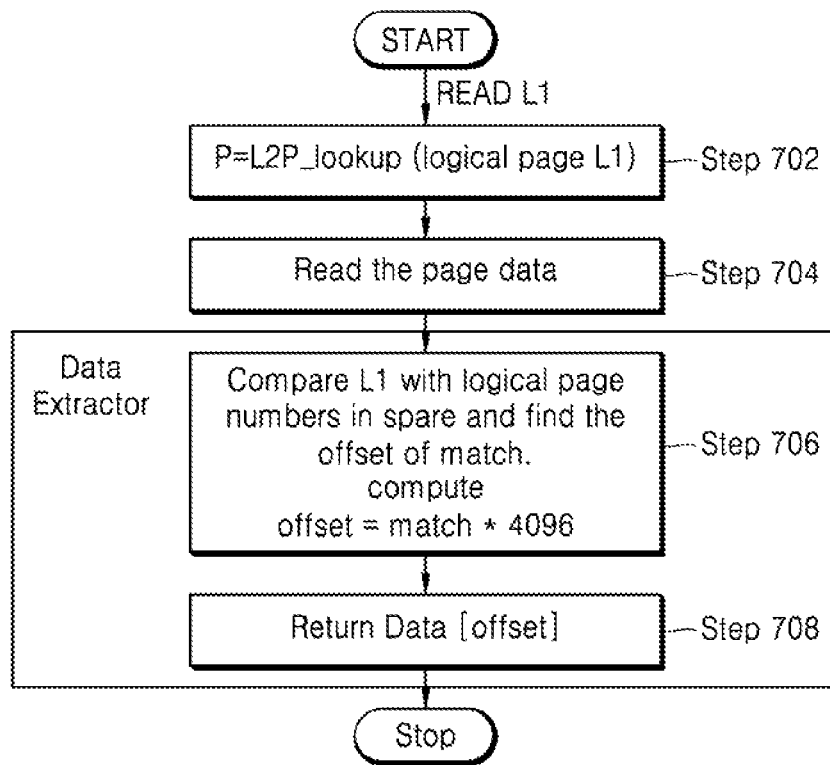 START
READ L1
P=L2P_lookup (logical page L1)
Step 702
Read the page data
Step 704
Data
Extractor
Compare L1 with logical page
numbers in spare and find the
offset of match.
compute
offset = match * 4096
Step 706
Return Data [offset]
Step 708
Stop